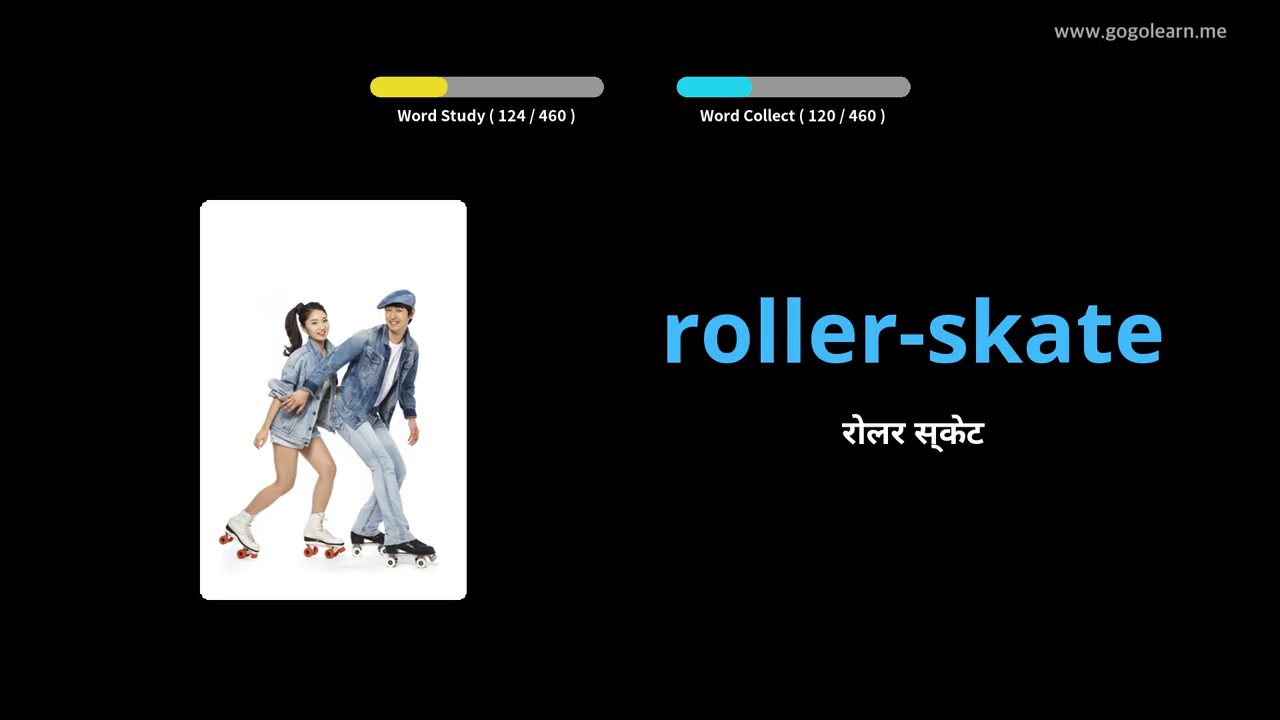 www.gogolearn.me
Word Study ( 124 / 460 )
Word Collect ( 120 / 460 )
roller-skate
रोलर स्केट